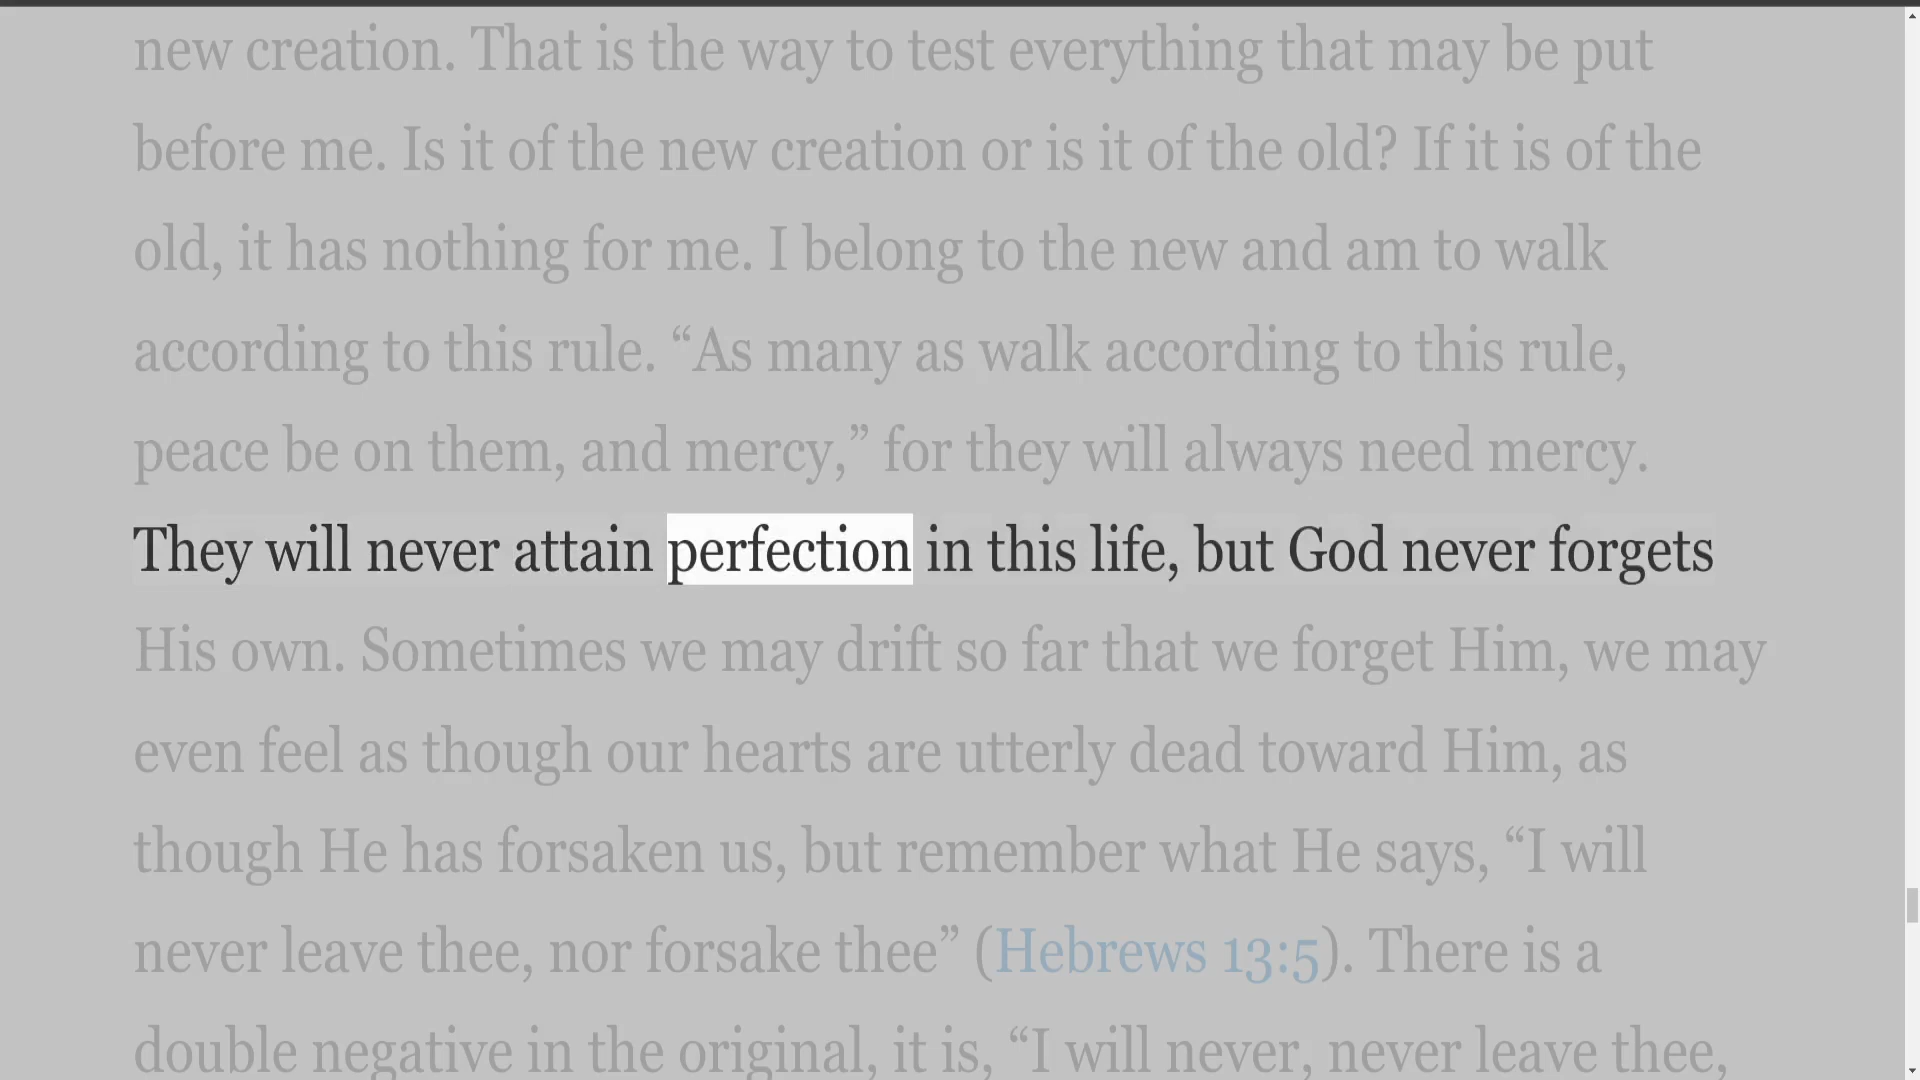 new creation. That is the way to test everything that may be put
before me. Is it of the new creation or is it of the old? If it is of the
old, it has nothing for me. I belong to the new and am to walk
according to this rule. “As many as walk according to this rule,
peace be on them, and mercy,” for they will always need mercy.
They will never attain perfection in this life, but God never forgets
His own. Sometimes we may drift so far that we forget Him, we may
even feel as though our hearts are utterly dead toward Him, as
though He has forsaken us, but remember what He says, “I will
never leave thee, nor forsake thee” (Hebrews 13:5). There is a
double negative in the original, it is, “I will never, never leave thee,